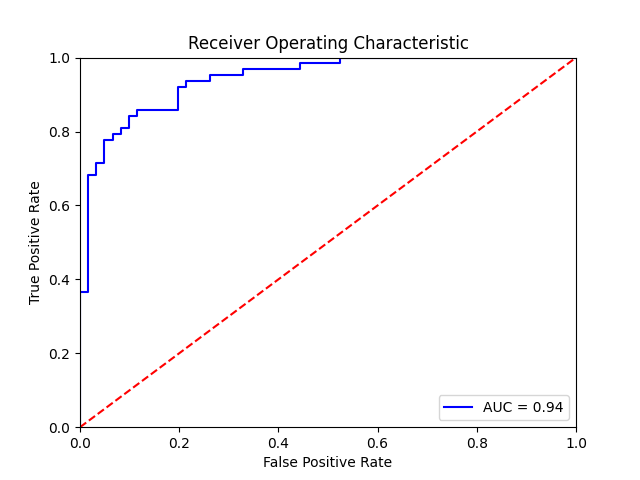 Receiver Operating Characteristic
1.0
0.8
0.6
0.4
0.2
0.0
True Positive Rate
AUC = 0.94
0.0 0.2 0.4 0.6 0.8 1.0
False Positive Rate